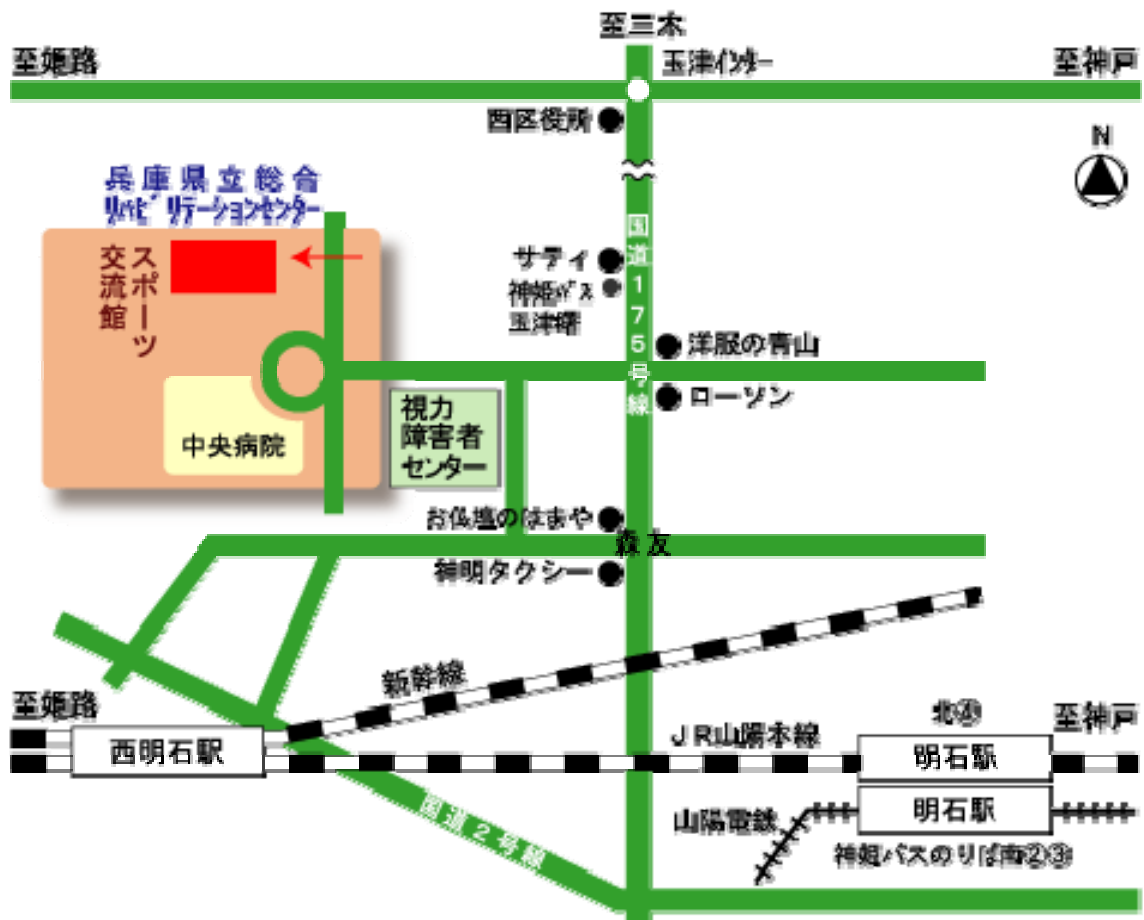 至三木
至姫路
玉津インター
至神戸
西区役所
N
兵庫県立総合
リハビリテーションセンター
国道175号線
スポーツ
交流館
サティ
神姫バス
玉津曙
洋服の青山
ローソン
視力
障害者
センター
中央病院
お仏壇のはまや
森友
神明タクシー
新幹線
至姫路
北④
至神戸
JR山陽本線
西明石駅
明石駅
国道2号線
山陽電鉄
明石駅
神姫バスのりば南②③